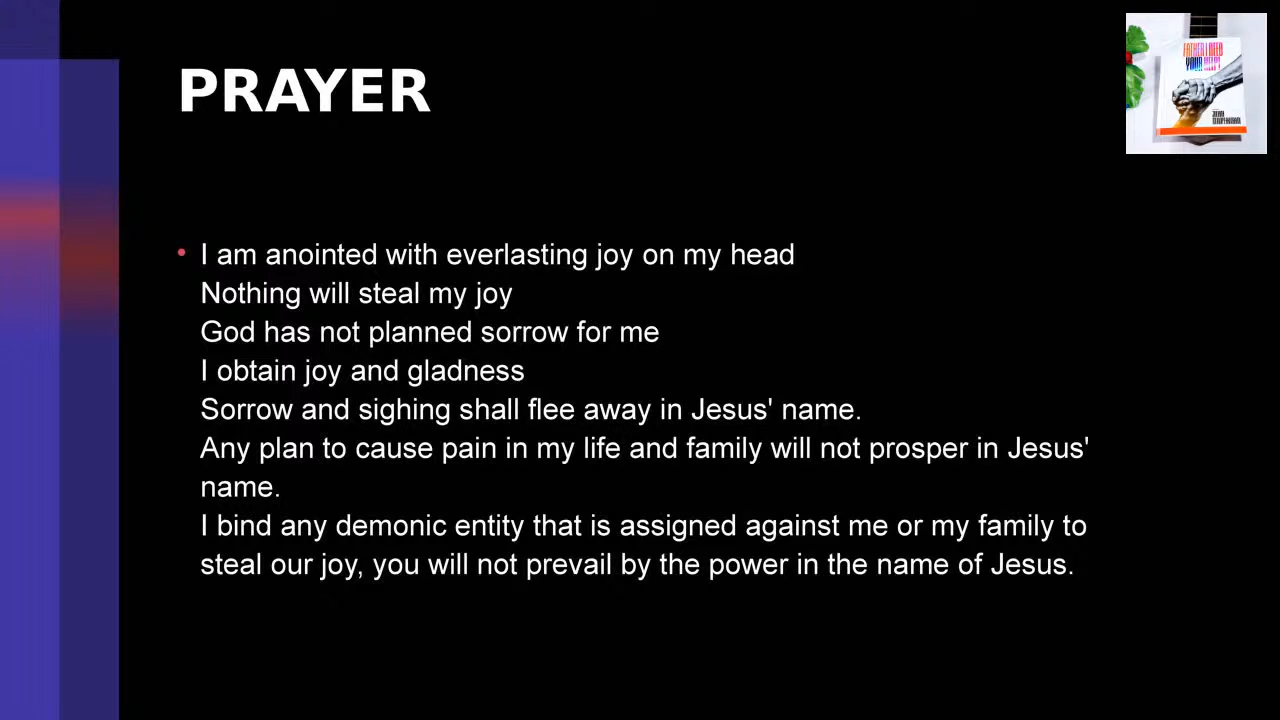 PRAYER
FATHER I NEED
YOUR HELP!
• I am anointed with everlasting joy on my head
Nothing will steal my joy
God has not planned sorrow for me
I obtain joy and gladness
Sorrow and sighing shall flee away in Jesus' name.
Any plan to cause pain in my life and family will not prosper in Jesus'
name.
I bind any demonic entity that is assigned against me or my family to
steal our joy, you will not prevail by the power in the name of Jesus.